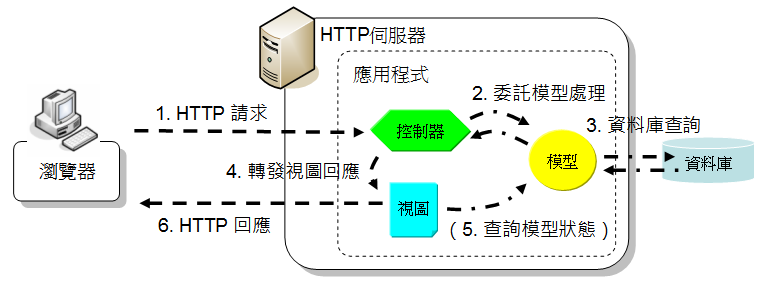 HTTP伺服器
應用程式
1. HTTP 請求
2. 委託模型處理
3. 資料庫查詢
控制器
模型
資料庫
瀏覽器
4. 轉發視圖回應
視圖
6. HTTP 回應
(5. 查詢模型狀態)